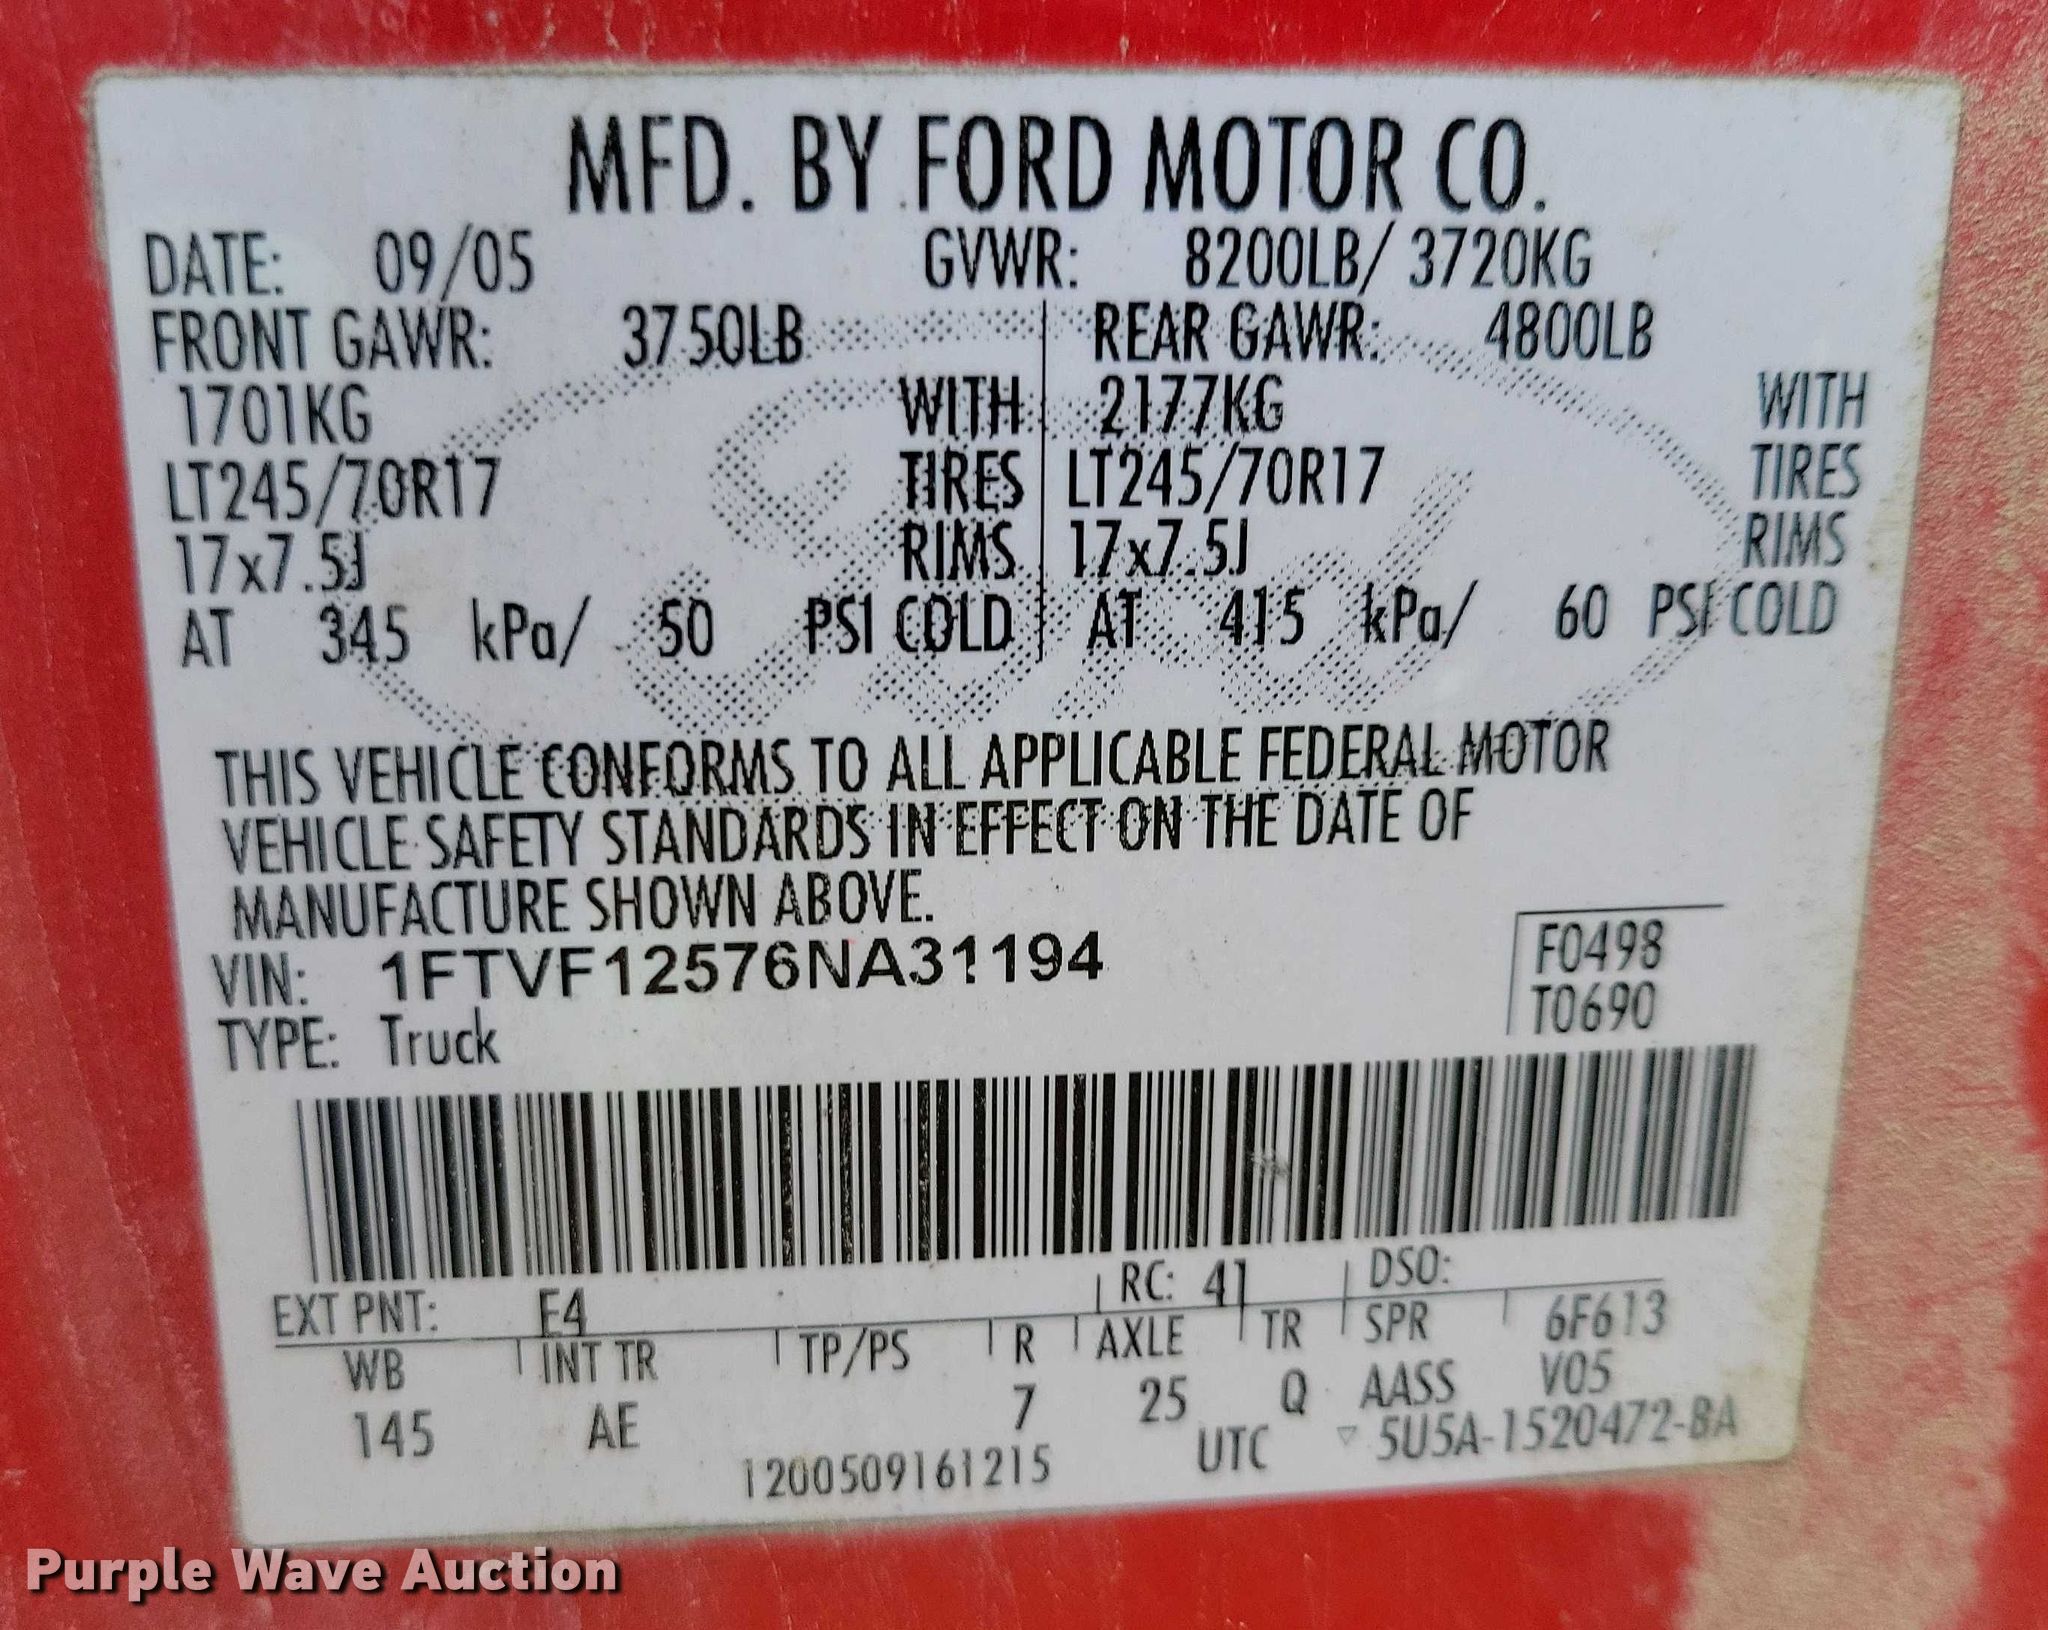 MFD. BY FORD MOTOR CO.
DATE: 09/05 GVWR: 8200LB/ 3720KG
FRONT GAWR: 3750LB REAR GAWR: 4800LB
1701KG WITH 2177KG WITH
LT245/70R17 TIRES LT245/70R17 TIRES
17x7.5J RIMS 17x7.5J RIMS
AT 345 kPa/ 50 PSI COLD AT 415 kPa/ 60 PSI COLD
THIS VEHICLE CONFORMS TO ALL APPLICABLE FEDERAL MOTOR
VEHICLE SAFETY STANDARDS IN EFFECT ON THE DATE OF
MANUFACTURE SHOWN ABOVE.
VIN: 1FTVF12576NA31194 F0498
TYPE: Truck T0690
EXT PNT: E4 RC: 41 DSO:
WB INT TR TP/PS R AXLE TR SPR 6F613
145 AE 7 25 Q AASS V05
1200509161215 UTC ▽ 5U5A-1520472-BA
Purple Wave Auction